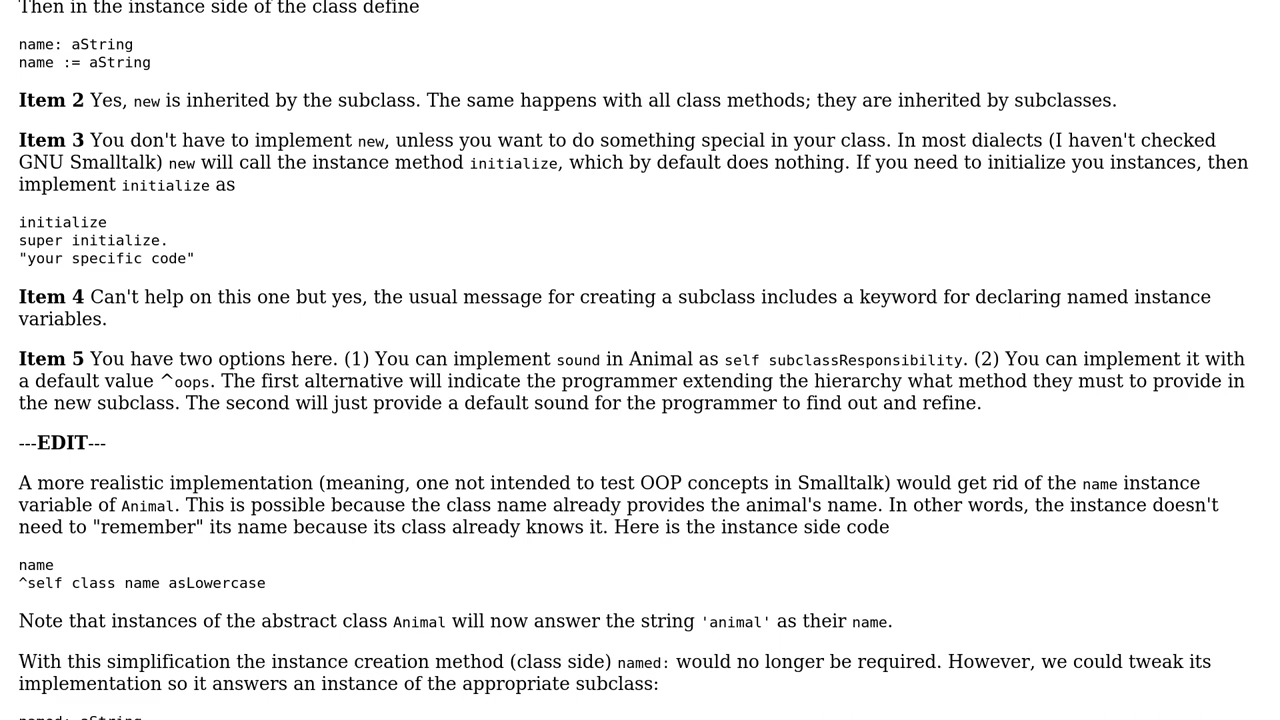 Then in the instance side of the class define
name: aString
name := aString
Item 2 Yes, new is inherited by the subclass. The same happens with all class methods; they are inherited by subclasses.
Item 3 You don't have to implement new, unless you want to do something special in your class. In most dialects (I haven't checked
GNU Smalltalk) new will call the instance method initialize, which by default does nothing. If you need to initialize you instances, then
implement initialize as
initialize
super initialize.
"your specific code"
Item 4 Can't help on this one but yes, the usual message for creating a subclass includes a keyword for declaring named instance
variables.
Item 5 You have two options here. (1) You can implement sound in Animal as self subclassResponsibility. (2) You can implement it with
a default value ^oops. The first alternative will indicate the programmer extending the hierarchy what method they must to provide in
the new subclass. The second will just provide a default sound for the programmer to find out and refine.
---EDIT---
A more realistic implementation (meaning, one not intended to test OOP concepts in Smalltalk) would get rid of the name instance
variable of Animal. This is possible because the class name already provides the animal's name. In other words, the instance doesn't
need to "remember" its name because its class already knows it. Here is the instance side code
name
^self class name asLowercase
Note that instances of the abstract class Animal will now answer the string 'animal' as their name.
With this simplification the instance creation method (class side) named: would no longer be required. However, we could tweak its
implementation so it answers an instance of the appropriate subclass:
named: aString